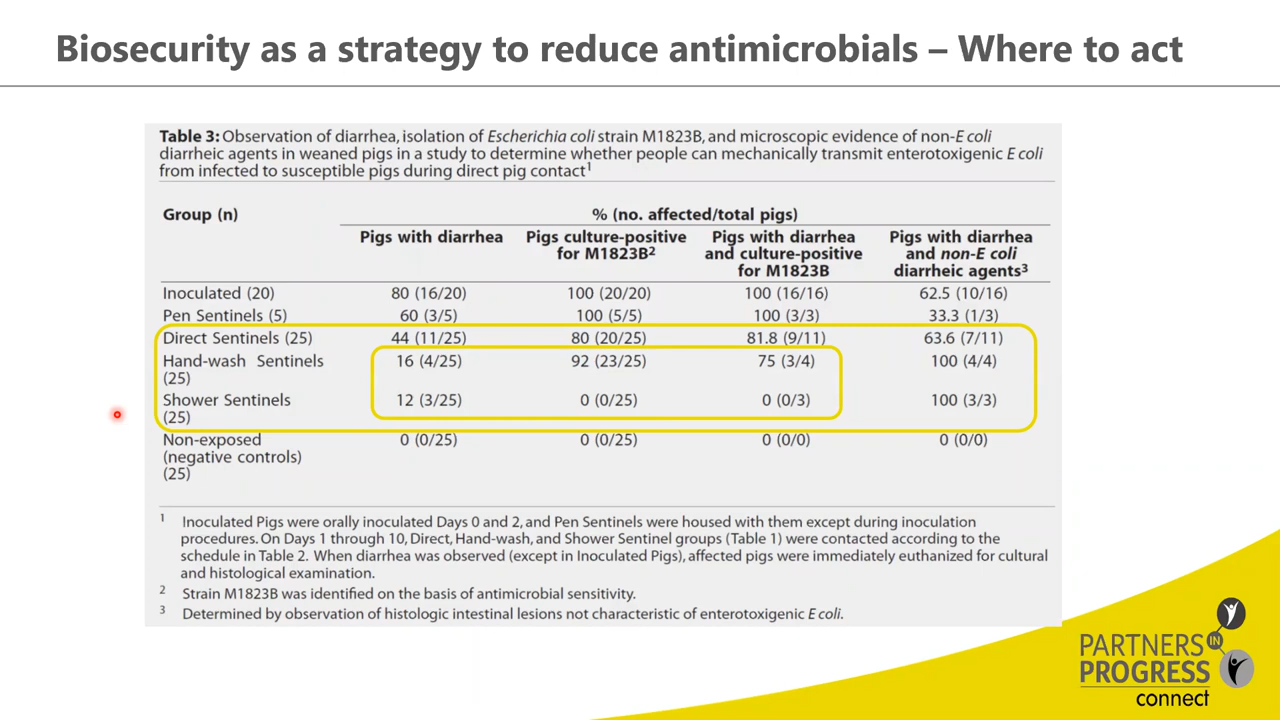 Biosecurity as a strategy to reduce antimicrobials – Where to act
Table 3: Observation of diarrhea, isolation of Escherichia coli strain M1823B, and microscopic evidence of non-E coli
diarrheic agents in weaned pigs in a study to determine whether people can mechanically transmit enterotoxigenic E coli
from infected to susceptible pigs during direct pig contact1
Group (n) % (no. affected/total pigs)
Pigs with diarrhea Pigs culture-positive for M1823B2 Pigs with diarrhea and culture-positive for M1823B Pigs with diarrhea and non-E coli diarrheic agents3
Inoculated (20) 80 (16/20) 100 (20/20) 100 (16/16) 62.5 (10/16)
Pen Sentinels (5) 60 (3/5) 100 (5/5) 100 (3/3) 33.3 (1/3)
Direct Sentinels (25) 44 (11/25) 80 (20/25) 81.8 (9/11) 63.6 (7/11)
Hand-wash Sentinels (25) 16 (4/25) 92 (23/25) 75 (3/4) 100 (4/4)
Shower Sentinels (25) 12 (3/25) 0 (0/25) 0 (0/3) 100 (3/3)
Non-exposed (negative controls) (25) 0 (0/25) 0 (0/25) 0 (0/0) 0 (0/0)
1 Inoculated Pigs were orally inoculated Days 0 and 2, and Pen Sentinels were housed with them except during inoculation
procedures. On Days 1 through 10, Direct, Hand-wash, and Shower Sentinel groups (Table 1) were contacted according to the
schedule in Table 2. When diarrhea was observed (except in Inoculated Pigs), affected pigs were immediately euthanized for cultural
and histological examination.
2 Strain M1823B was identified on the basis of antimicrobial sensitivity.
3 Determined by observation of histologic intestinal lesions not characteristic of enterotoxigenic E coli.
PARTNERS IN
PROGRESS
connect